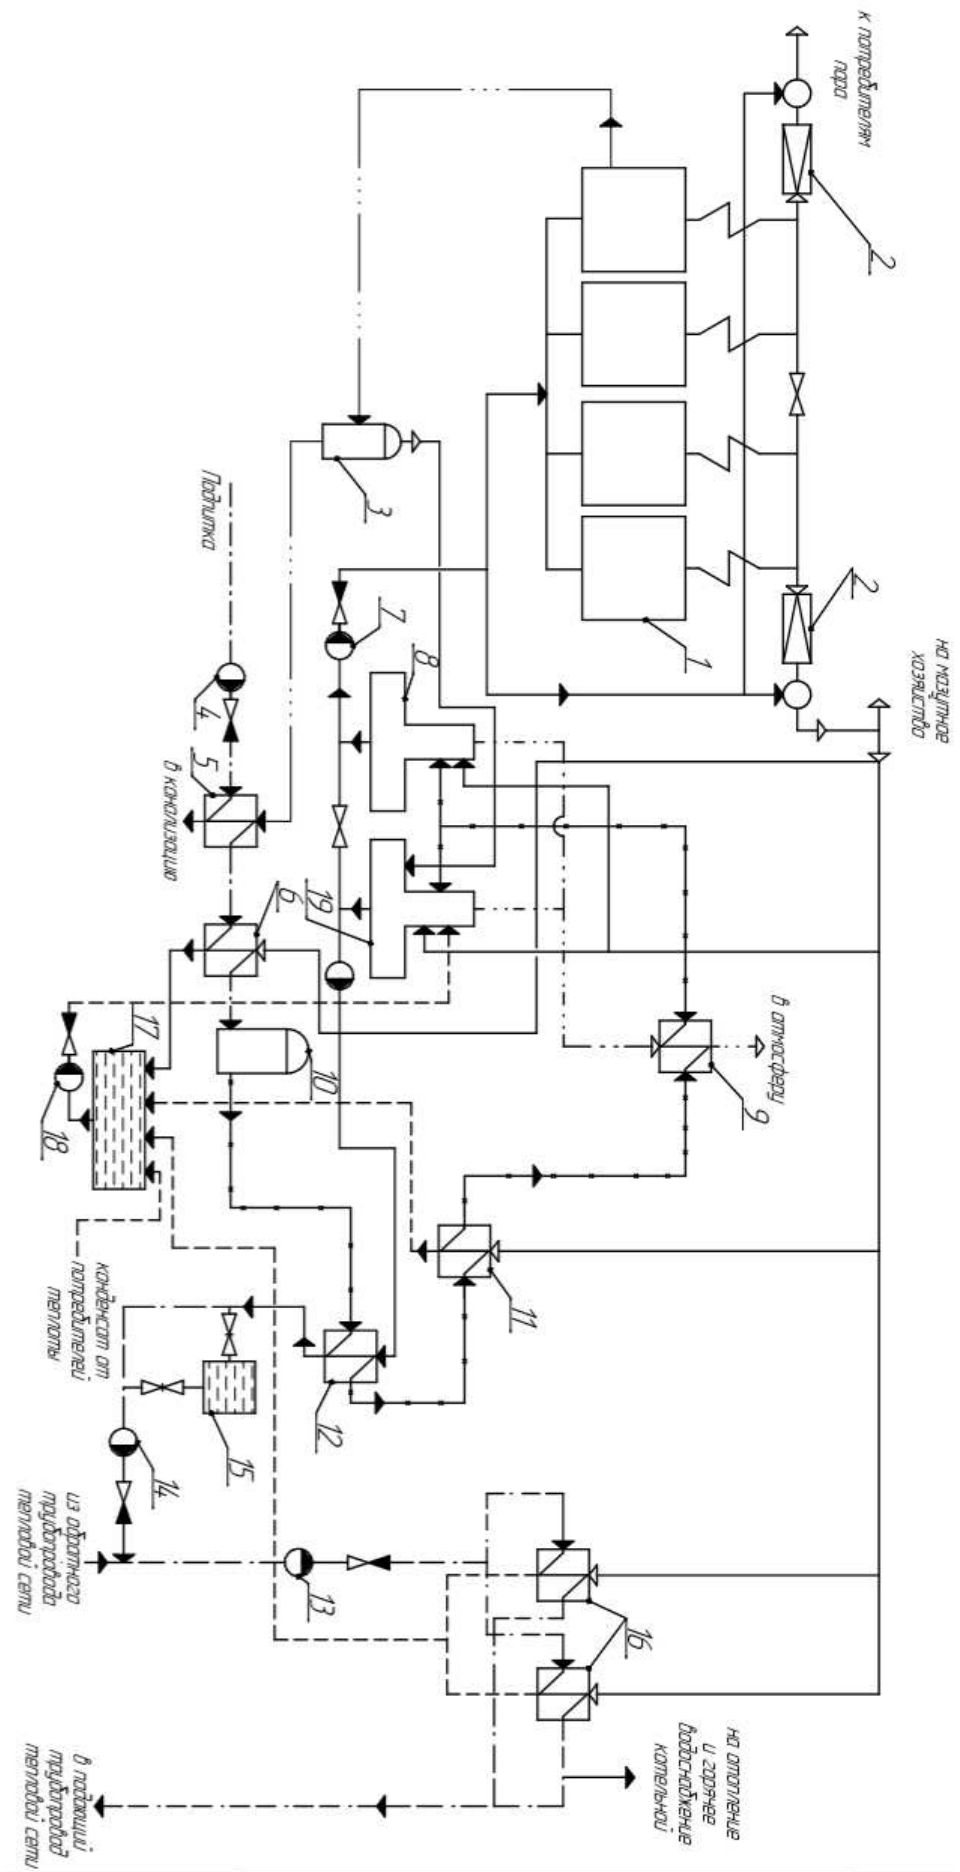 на мазутное
хозяйство
к потребителям
пара
2
2
в атмосферу
9
на отопление
и горячее
водоснабжение
котельной
1
16
11
8
7
3
19
6
10
12
13
Подпитка
4
5
в канализацию
15
14
17
18
конденсат от
потребителей
теплоты
из обратного
трубопровода
тепловой сети
в подающий
трубопровод
тепловой сети